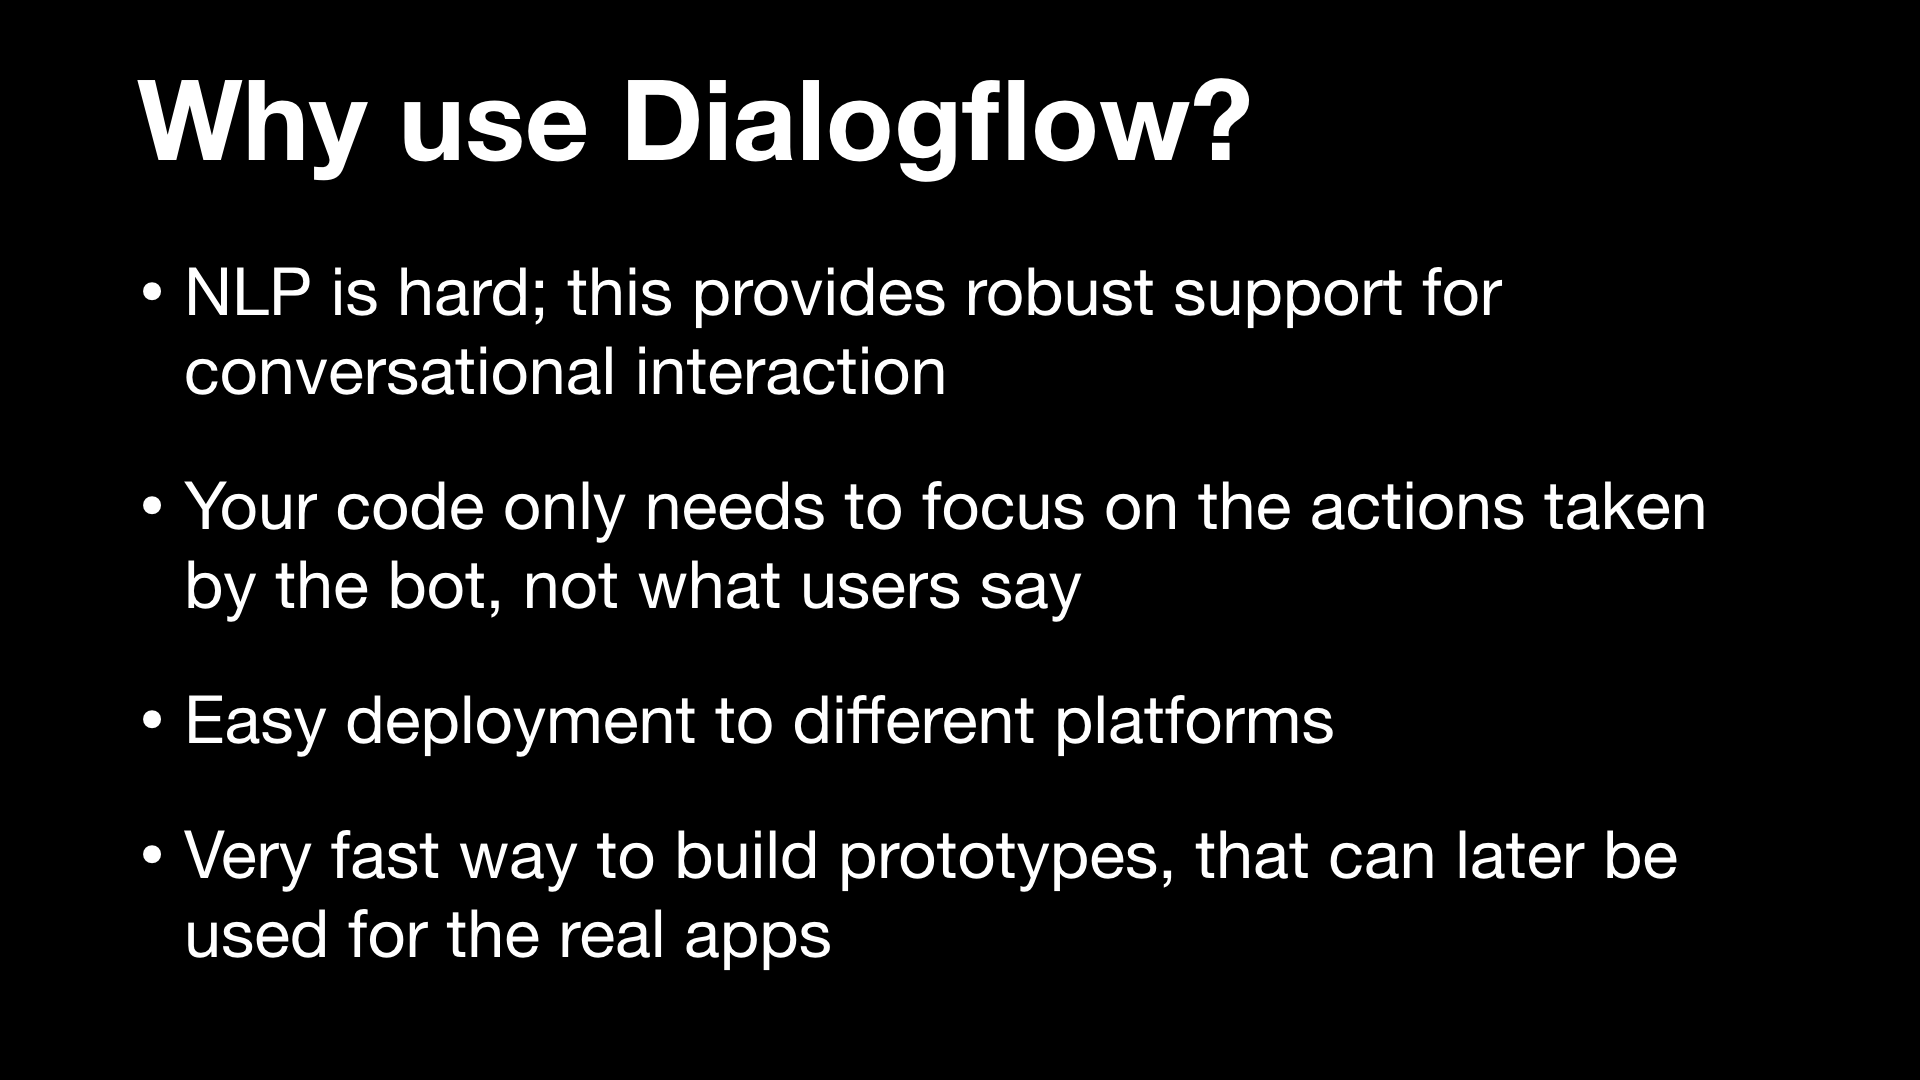 Why use Dialogflow?
• NLP is hard; this provides robust support for
conversational interaction
• Your code only needs to focus on the actions taken
by the bot, not what users say
• Easy deployment to different platforms
• Very fast way to build prototypes, that can later be
used for the real apps